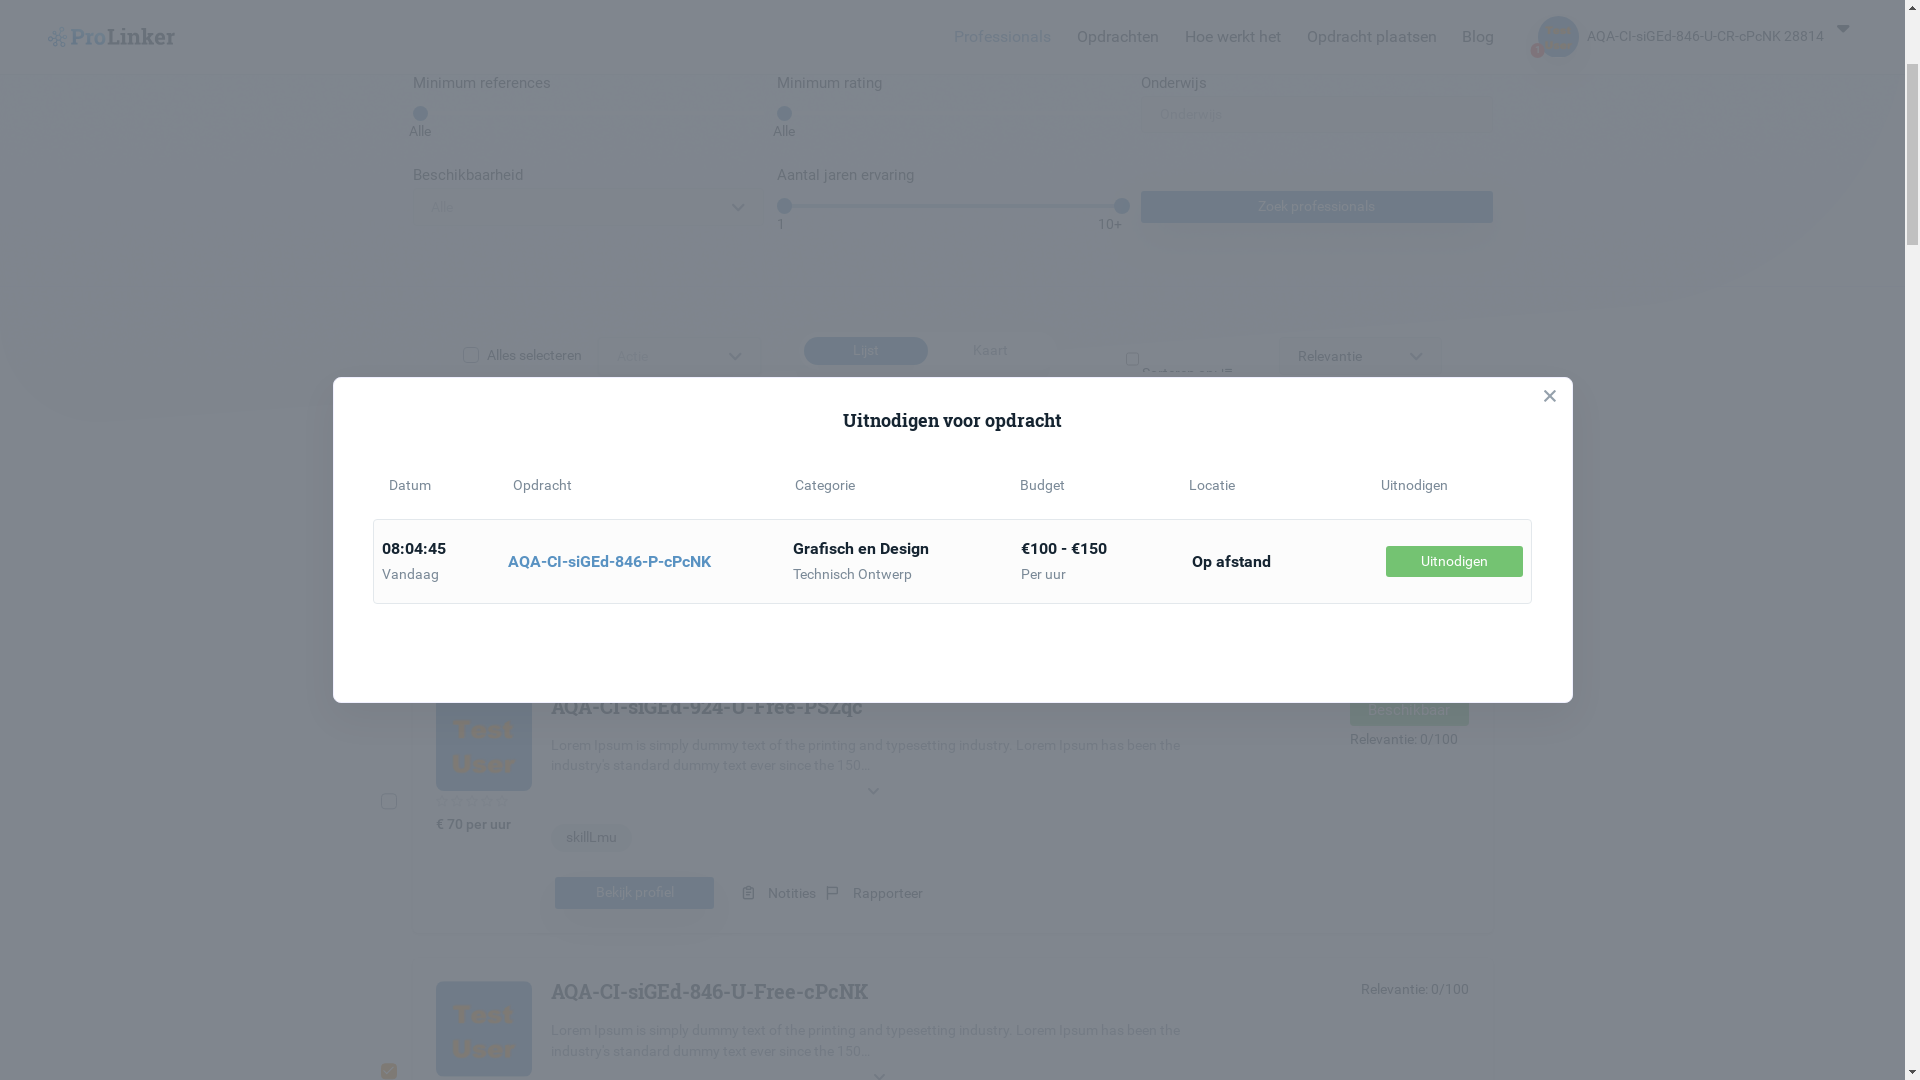 ProLinker
Professionals Opdrachten Hoe werkt het Opdracht plaatsen Blog
1 AQA-CI-siGEd-846-U-CR-cPcNK 28814
Minimum references Minimum rating Onderwijs
Onderwijs
Alle Alle
Beschikbaarheid Aantal jaren ervaring
Alle Zoek professionals
1 10+
Alles selecteren Actie Lijst Kaart Relevantie
Uitnodigen voor opdracht
Datum Opdracht Categorie Budget Locatie Uitnodigen
08:04:45 Grafisch en Design €100 - €150
AQA-CI-siGEd-846-P-cPcNK Op afstand Uitnodigen
Vandaag Technisch Ontwerp Per uur
AQA-CI-siGEd-924-U-Free-PSZqc Beschikbaar
Test
User
Lorem Ipsum is simply dummy text of the printing and typesetting industry. Lorem Ipsum has been the
industry's standard dummy text ever since the 150...
Relevantie: 0/100
€ 70 per uur
skillLmu
Bekijk profiel Notities Rapporteer
AQA-CI-siGEd-846-U-Free-cPcNK Relevantie: 0/100
Test
User
Lorem Ipsum is simply dummy text of the printing and typesetting industry. Lorem Ipsum has been the
industry's standard dummy text ever since the 150...